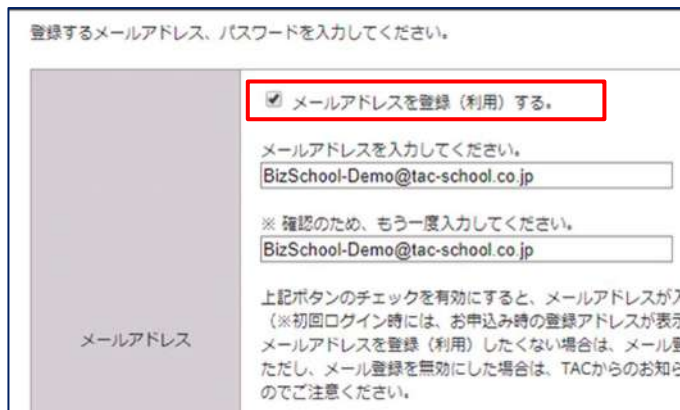 登録するメールアドレス、パスワードを入力してください。
メールアドレスを登録（利用）する。
メールアドレスを入力してください。
BizSchool-Demo@tac-school.co.jp
※ 確認のため、もう一度入力してください。
BizSchool-Demo@tac-school.co.jp
上記ボタンのチェックを有効にすると、メールアドレスが入
（※初回ログイン時には、お申込み時の登録アドレスが表示
メールアドレス
メールアドレスを登録（利用）したくない場合は、メール登
ただし、メール登録を無効にした場合は、TACからのお知ら
のでご注意ください。